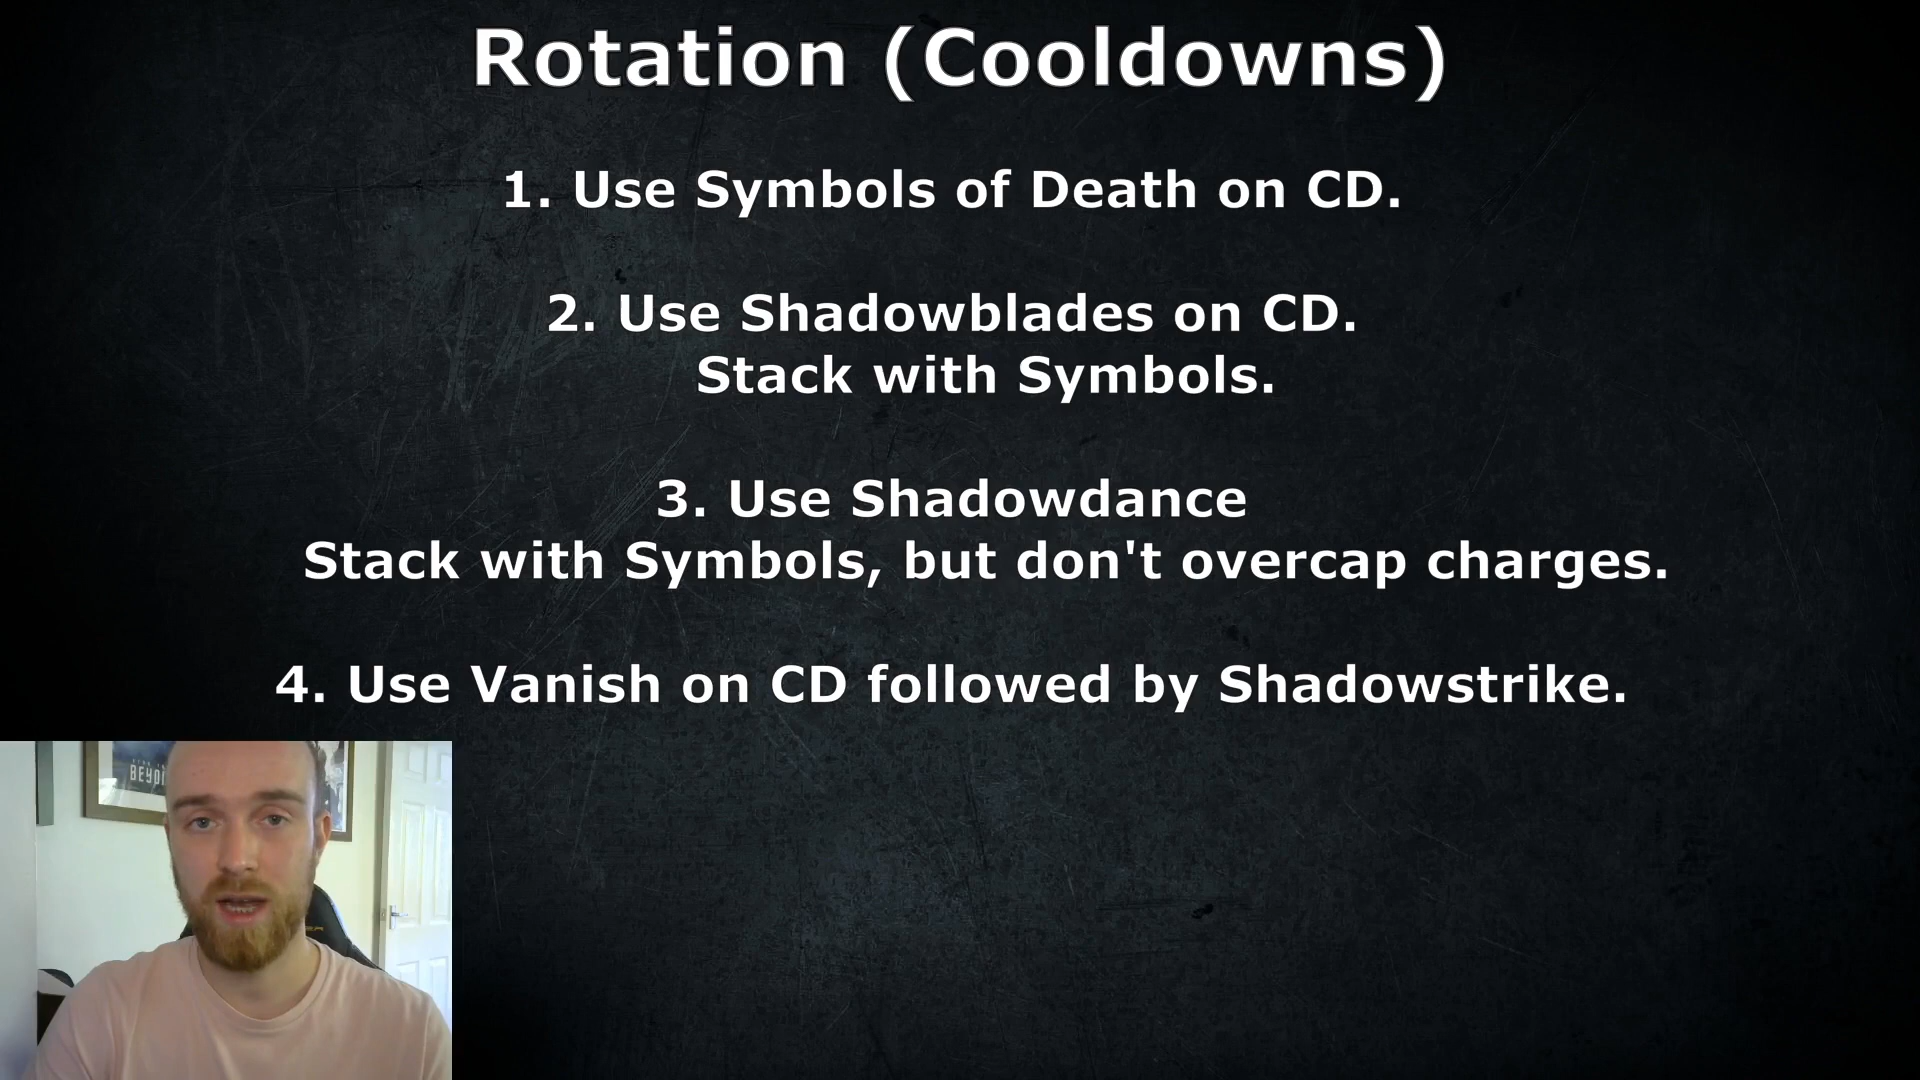 Rotation (Cooldowns)
1. Use Symbols of Death on CD.
2. Use Shadowblades on CD.
Stack with Symbols.
3. Use Shadowdance
Stack with Symbols, but don't overcap charges.
4. Use Vanish on CD followed by Shadowstrike.